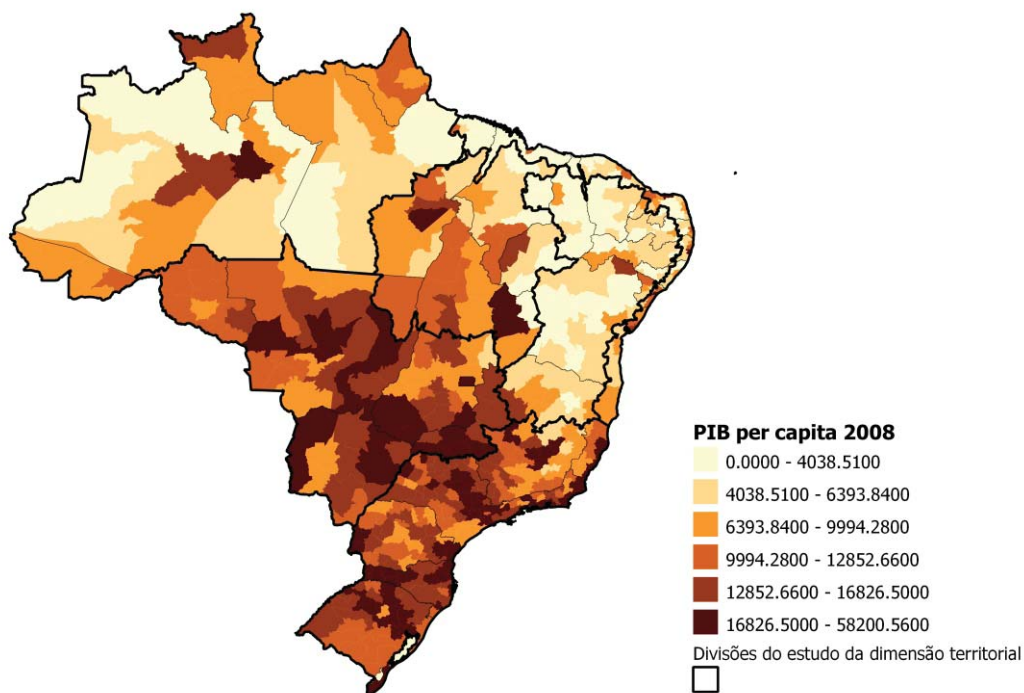 PIB per capita 2008
0.0000 - 4038.5100
4038.5100 - 6393.8400
6393.8400 - 9994.2800
9994.2800 - 12852.6600
12852.6600 - 16826.5000
16826.5000 - 58200.5600
Divisões do estudo da dimensão territorial